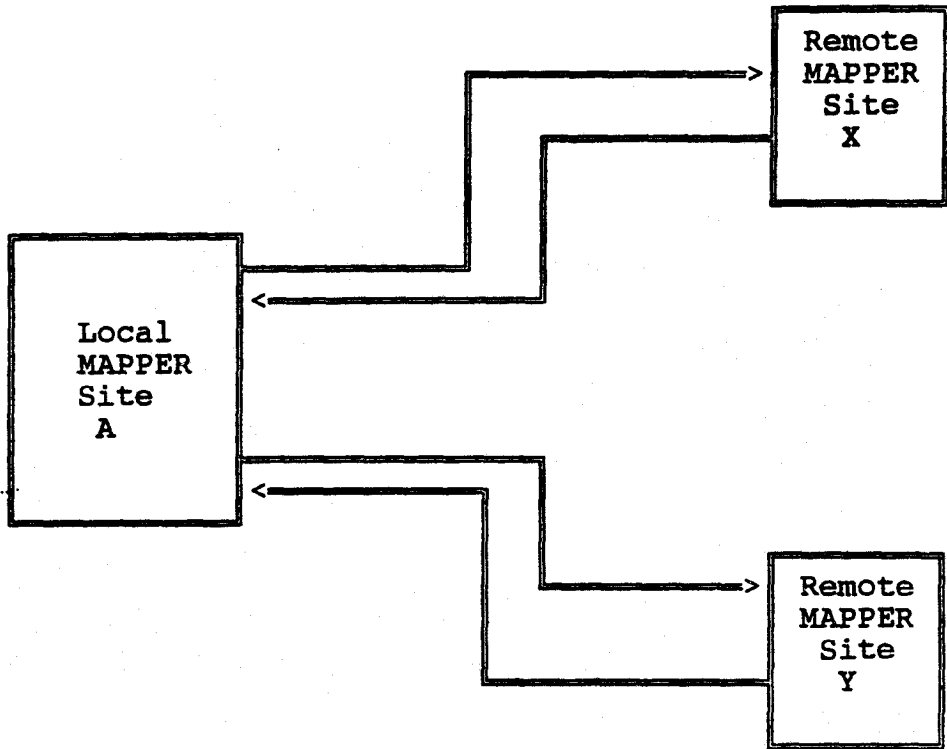 Remote
MAPPER
Site
X
Local
MAPPER
Site
A
Remote
MAPPER
Site
Y